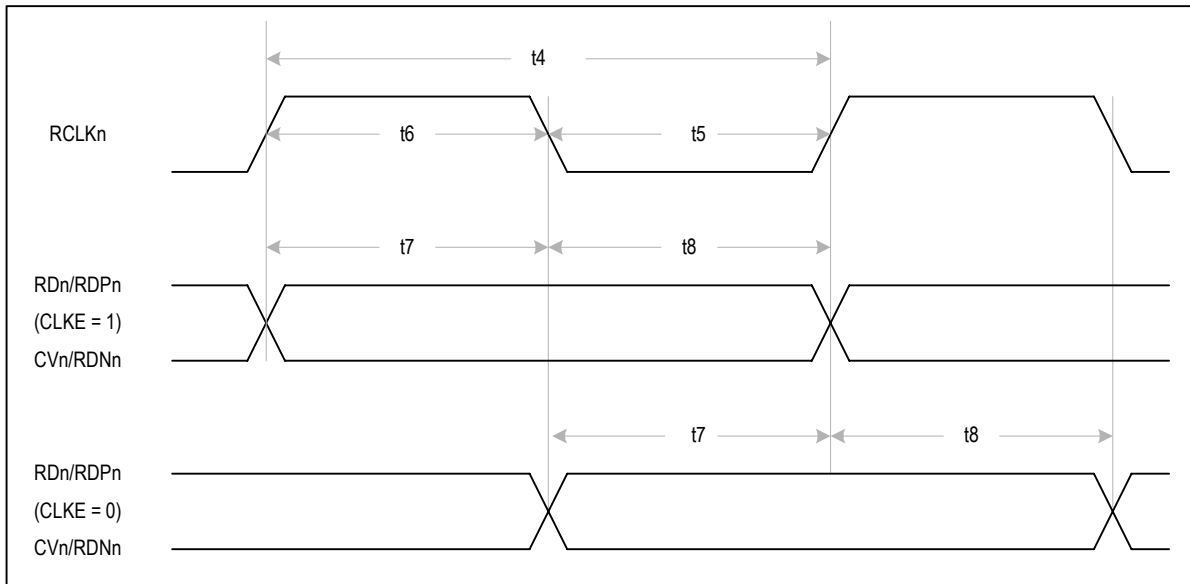 t4
RCLKn
t6
t5
t7
t8
RDn/RDPn
(CLKE = 1)
CVn/RDNn
t7
t8
RDn/RDPn
(CLKE = 0)
CVn/RDNn